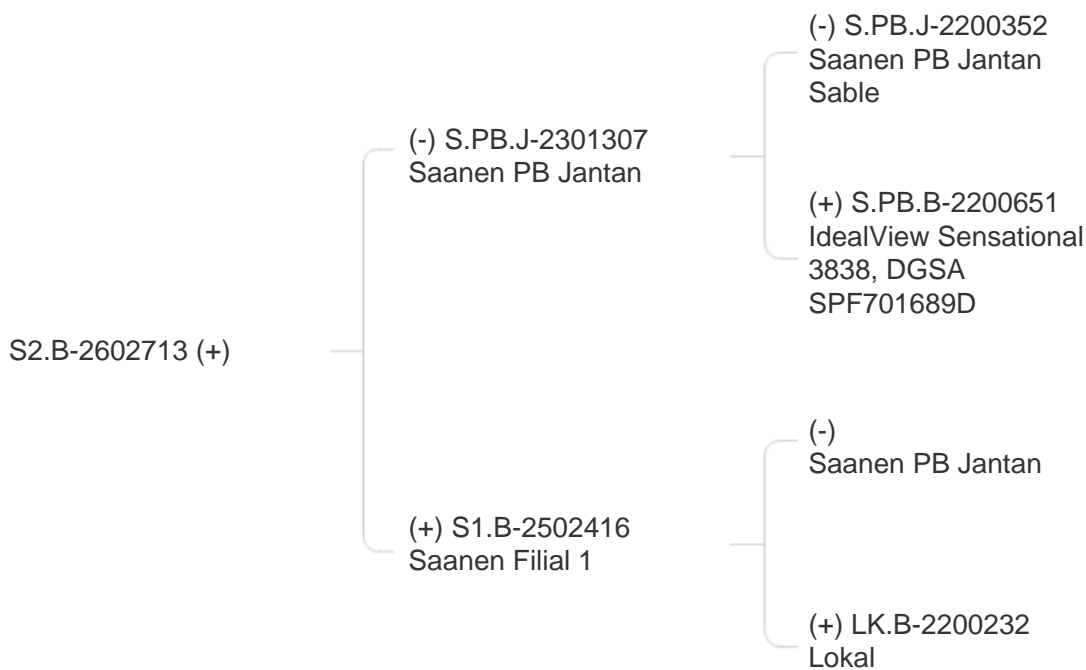 (-) S.PB.J-2200352
Saanen PB Jantan
Sable
(-) S.PB.J-2301307
Saanen PB Jantan
(+) S.PB.B-2200651
IdealView Sensational
3838, DGSA
SPF701689D
S2.B-2602713 (+)
(-)
Saanen PB Jantan
(+) S1.B-2502416
Saanen Filial 1
(+) LK.B-2200232
Lokal